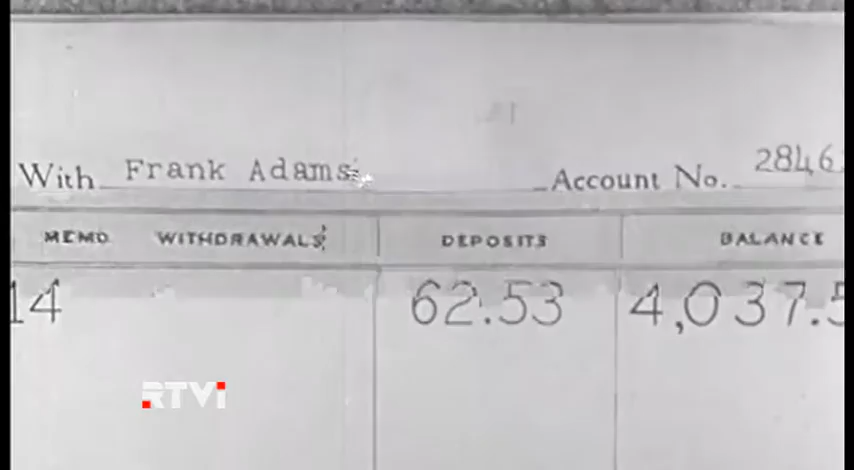 With Frank Adams Account No. 2846
MEMO WITHDRAWALS DEPOSITS BALANCE
14 62.53 4,037.5
RTVi